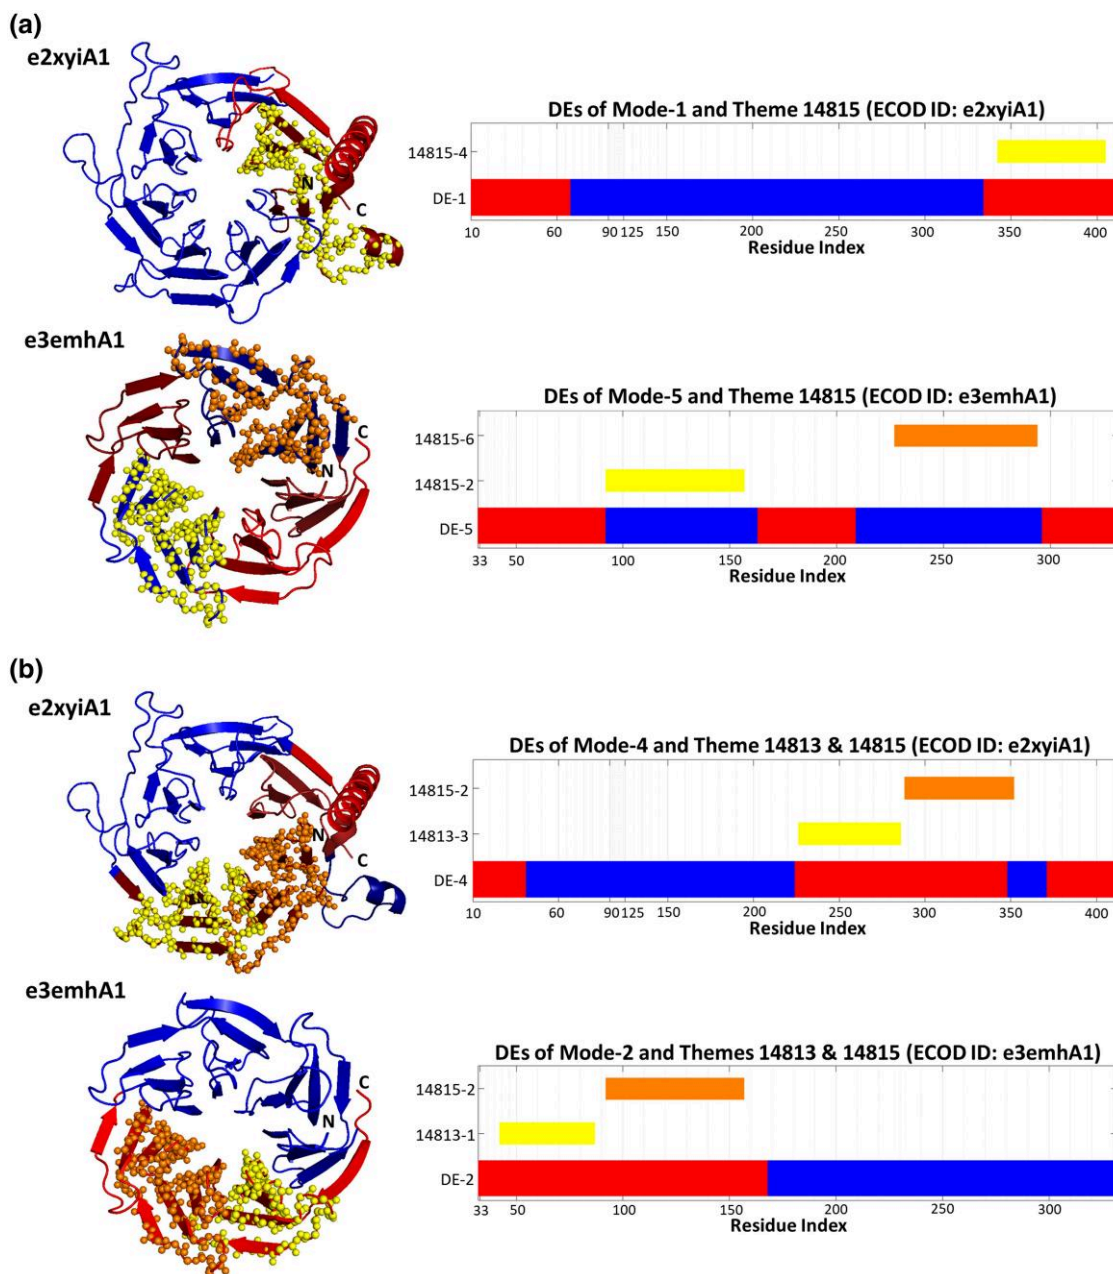 (a)
e2xyiA1
N
C
DEs of Mode-1 and Theme 14815 (ECOD ID: e2xyiA1)
14815-4
DE-1
10 60 90 125 150 200 250 300 350 400
Residue Index
e3emhA1
C
N
DEs of Mode-5 and Theme 14815 (ECOD ID: e3emhA1)
14815-6
14815-2
DE-5
33 50 100 150 200 250 300
Residue Index
(b)
e2xyiA1
N
C
DEs of Mode-4 and Theme 14813 & 14815 (ECOD ID: e2xyiA1)
14815-2
14813-3
DE-4
10 60 90 125 150 200 250 300 350 400
Residue Index
e3emhA1
C
N
DEs of Mode-2 and Themes 14813 & 14815 (ECOD ID: e3emhA1)
14815-2
14813-1
DE-2
33 50 100 150 200 250 300
Residue Index